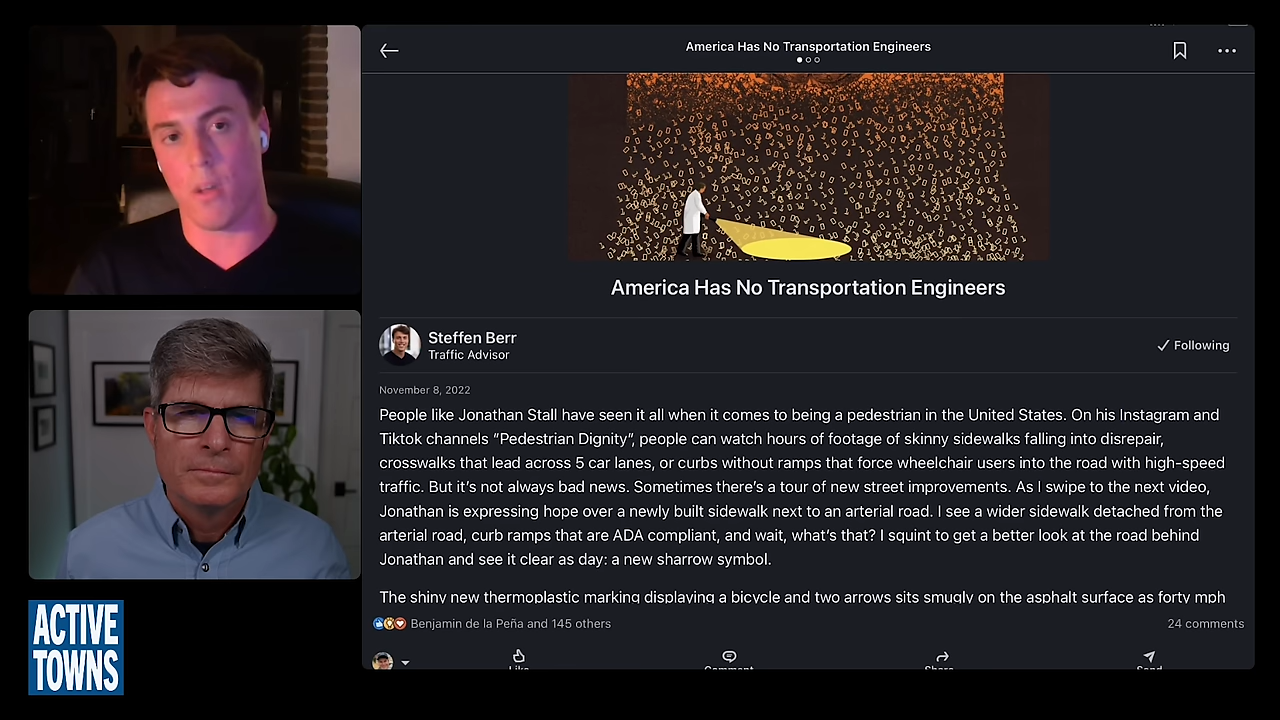 America Has No Transportation Engineers
America Has No Transportation Engineers
Steffen Berr
Traffic Advisor
Following
November 8, 2022
People like Jonathan Stall have seen it all when it comes to being a pedestrian in the United States. On his Instagram and
Tiktok channels “Pedestrian Dignity”, people can watch hours of footage of skinny sidewalks falling into disrepair,
crosswalks that lead across 5 car lanes, or curbs without ramps that force wheelchair users into the road with high-speed
traffic. But it’s not always bad news. Sometimes there’s a tour of new street improvements. As I swipe to the next video,
Jonathan is expressing hope over a newly built sidewalk next to an arterial road. I see a wider sidewalk detached from the
arterial road, curb ramps that are ADA compliant, and wait, what’s that? I squint to get a better look at the road behind
Jonathan and see it clear as day: a new sharrow symbol.
The shiny new thermoplastic marking displaying a bicycle and two arrows sits smugly on the asphalt surface as forty mph
Benjamin de la Peña and 145 others
24 comments
Like
Comment
Share
Send
ACTIVE
TOWNS